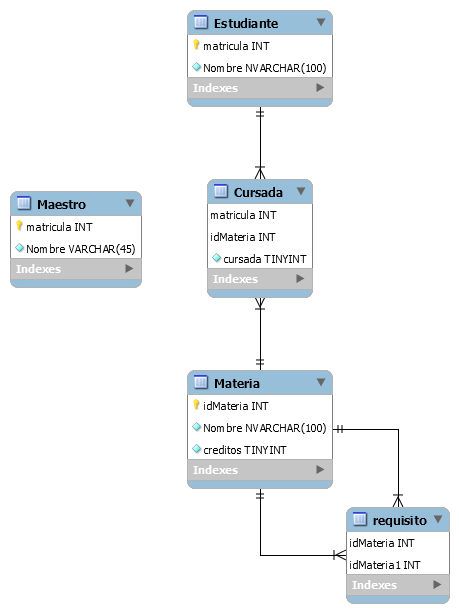 Estudiante
matricula INT
Nombre NVARCHAR(100)
Indexes
Maestro
matricula INT
Nombre VARCHAR(45)
Indexes
Cursada
matricula INT
idMateria INT
cursada TINYINT
Indexes
Materia
idMateria INT
Nombre NVARCHAR(100)
creditos TINYINT
Indexes
requisito
idMateria INT
idMateria1 INT
Indexes